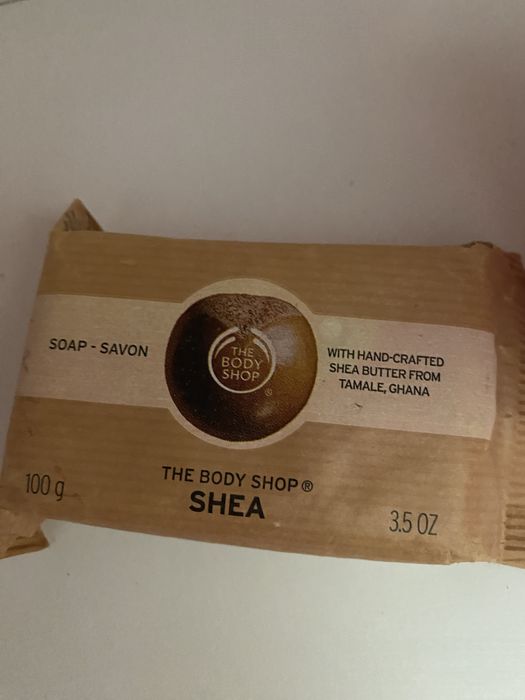 SOAP - SAVON
THE
BODY
SHOP
®
WITH HAND-CRAFTED
SHEA BUTTER FROM
TAMALE, GHANA
100 g
THE BODY SHOP ®
SHEA
3.5 OZ